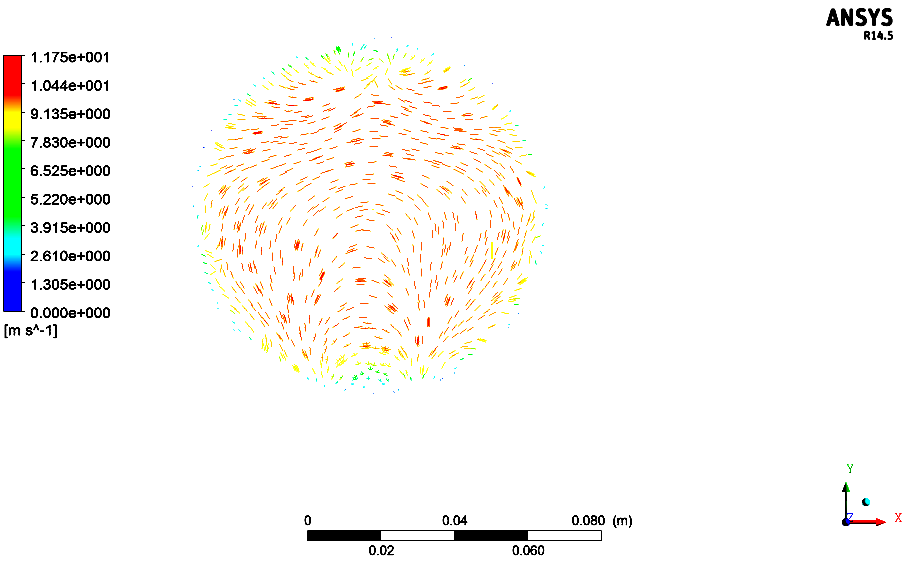 ANSYS
R14.5
1.175e+001
1.044e+001
9.135e+000
7.830e+000
6.525e+000
5.220e+000
3.915e+000
2.610e+000
1.305e+000
0.000e+000
[m s^-1]
Y
X
Z
0 0.04 0.080 (m)
0.02 0.060